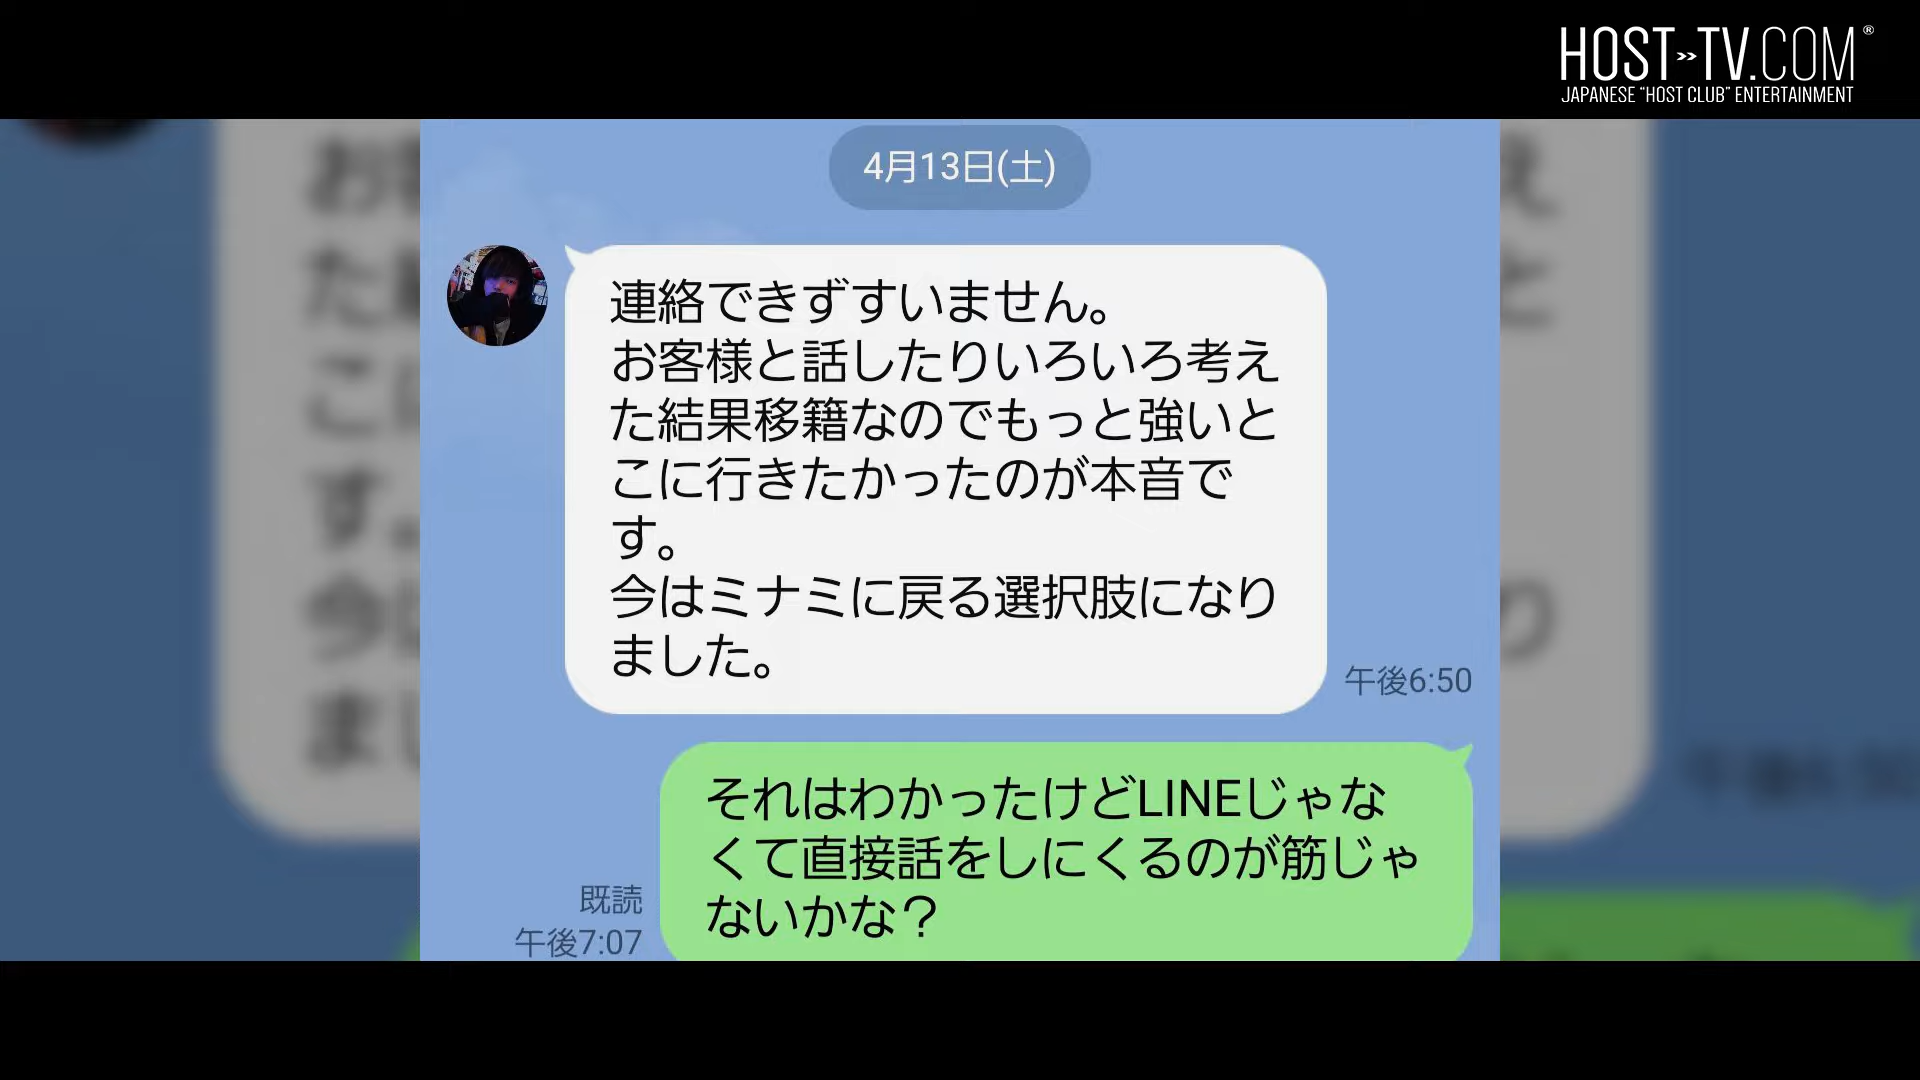 HOST»TV.COM®
JAPANESE "HOST CLUB" ENTERTAINMENT
4月13日(土)
連絡できずすいません。
お客様と話したりいろいろ考え
た結果移籍なのでもっと強いと
こに行きたかったのが本音で
す。
今はミナミに戻る選択肢になり
ました。
午後6:50
それはわかったけどLINEじゃな
くて直接話をしにくるのが筋じゃ
ないかな？
既読
午後7:07